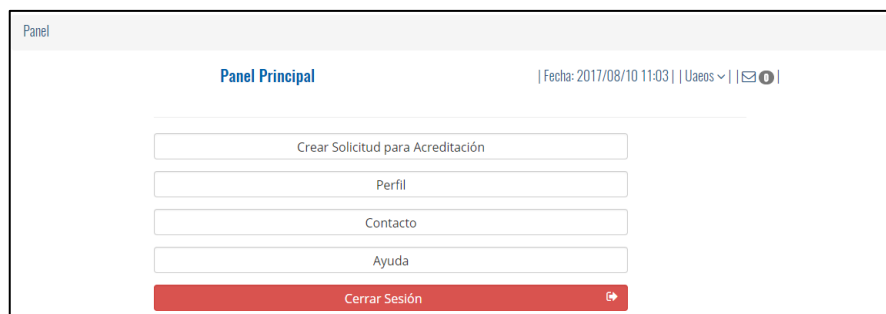 Panel
Panel Principal | Fecha: 2017/08/10 11:03 | | Uaeos | | 0 |
Crear Solicitud para Acreditación
Perfil
Contacto
Ayuda
Cerrar Sesión